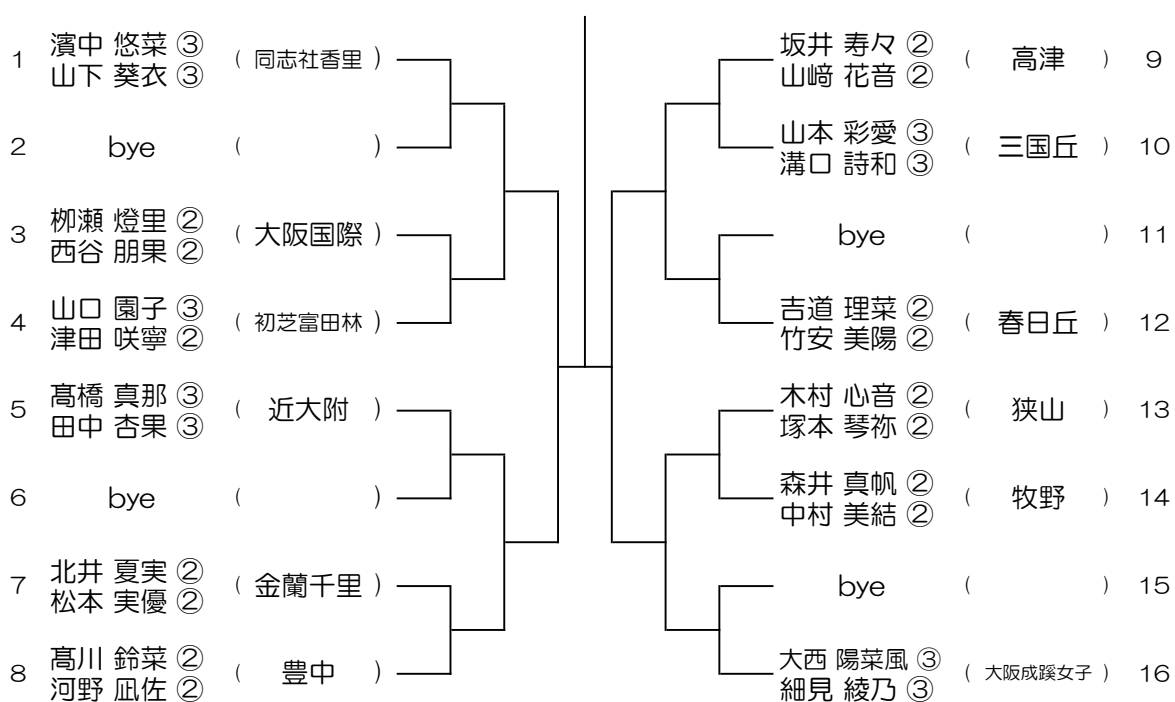 1 濱中 悠菜 ③
山下 葵衣 ③
( 同志社香里 )
2 bye ( )
3 栁瀬 燈里 ②
西谷 朋果 ②
( 大阪国際 )
4 山口 園子 ③
津田 咲寧 ②
( 初芝富田林 )
5 髙橋 真那 ③
田中 杏果 ③
( 近大附 )
6 bye ( )
7 北井 夏実 ②
松本 実優 ②
( 金蘭千里 )
8 髙川 鈴菜 ②
河野 凪佐 ②
( 豊中 )
坂井 寿々 ②
山﨑 花音 ②
( 高津 ) 9
山本 彩愛 ③
溝口 詩和 ③
( 三国丘 ) 10
bye ( ) 11
吉道 理菜 ②
竹安 美陽 ②
( 春日丘 ) 12
木村 心音 ②
塚本 琴祢 ②
( 狭山 ) 13
森井 真帆 ②
中村 美結 ②
( 牧野 ) 14
bye ( ) 15
大西 陽菜風 ③
細見 綾乃 ③
( 大阪成蹊女子 ) 16